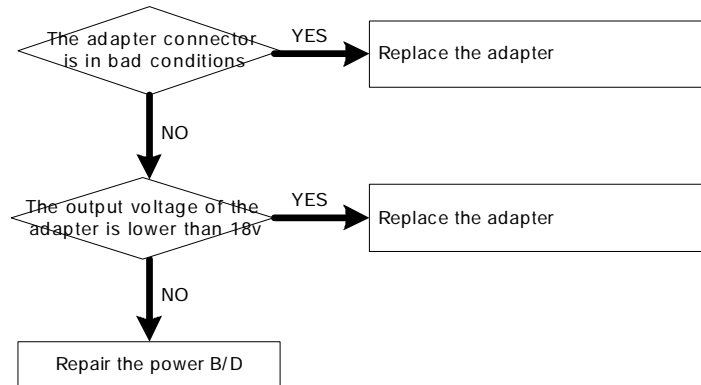 The adapter connector
is in bad conditions
YES
Replace the adapter
NO
The output voltage of the
adapter is lower than 18v
YES
Replace the adapter
NO
Repair the power B/D